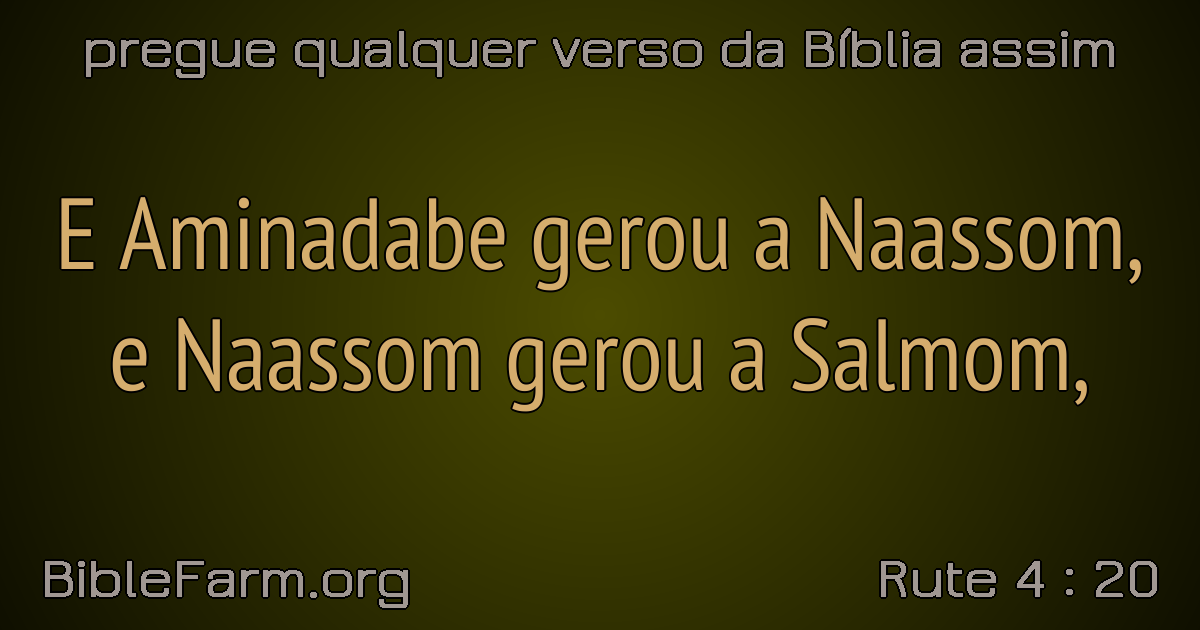 pregue qualquer verso da Bíblia assim
E Aminadabe gerou a Naassom,
e Naassom gerou a Salmom,
BibleFarm.org
Rute 4 : 20